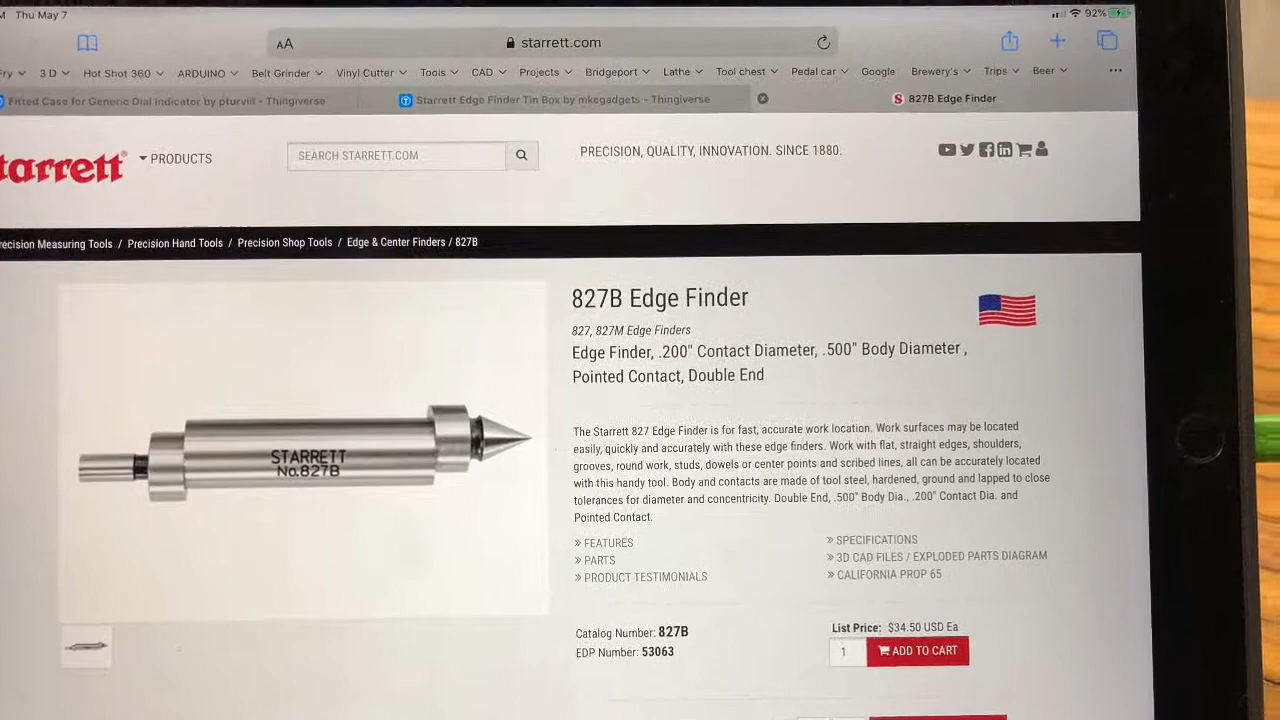 Thu May 7
92%
AA
starrett.com
3 D
Hot Shot 360
ARDUINO
Belt Grinder
Vinyl Cutter
Tools
CAD
Projects
Bridgeport
Lathe
Tool chest
Pedal car
Google
Brewery's
Trips
Beer
Fitted Case for Generic Dial Indicator by pturvill - Thingiverse
Starrett Edge Finder Tin Box by mkegadgets - Thingiverse
S 827B Edge Finder
tarrett®
PRODUCTS
SEARCH STARRETT.COM
PRECISION, QUALITY, INNOVATION. SINCE 1880.
recision Measuring Tools / Precision Hand Tools / Precision Shop Tools / Edge & Center Finders / 827B
STARRETT
No.827B
827B Edge Finder
827, 827M Edge Finders
Edge Finder, .200" Contact Diameter, .500" Body Diameter ,
Pointed Contact, Double End
The Starrett 827 Edge Finder is for fast, accurate work location. Work surfaces may be located
easily, quickly and accurately with these edge finders. Work with flat, straight edges, shoulders,
grooves, round work, studs, dowels or center points and scribed lines, all can be accurately located
with this handy tool. Body and contacts are made of tool steel, hardened, ground and lapped to close
tolerances for diameter and concentricity. Double End, .500" Body Dia., .200" Contact Dia. and
Pointed Contact.
» FEATURES
» PARTS
» PRODUCT TESTIMONIALS
» SPECIFICATIONS
» 3D CAD FILES / EXPLODED PARTS DIAGRAM
» CALIFORNIA PROP 65
Catalog Number: 827B
EDP Number: 53063
List Price: $34.50 USD Ea
1
ADD TO CART